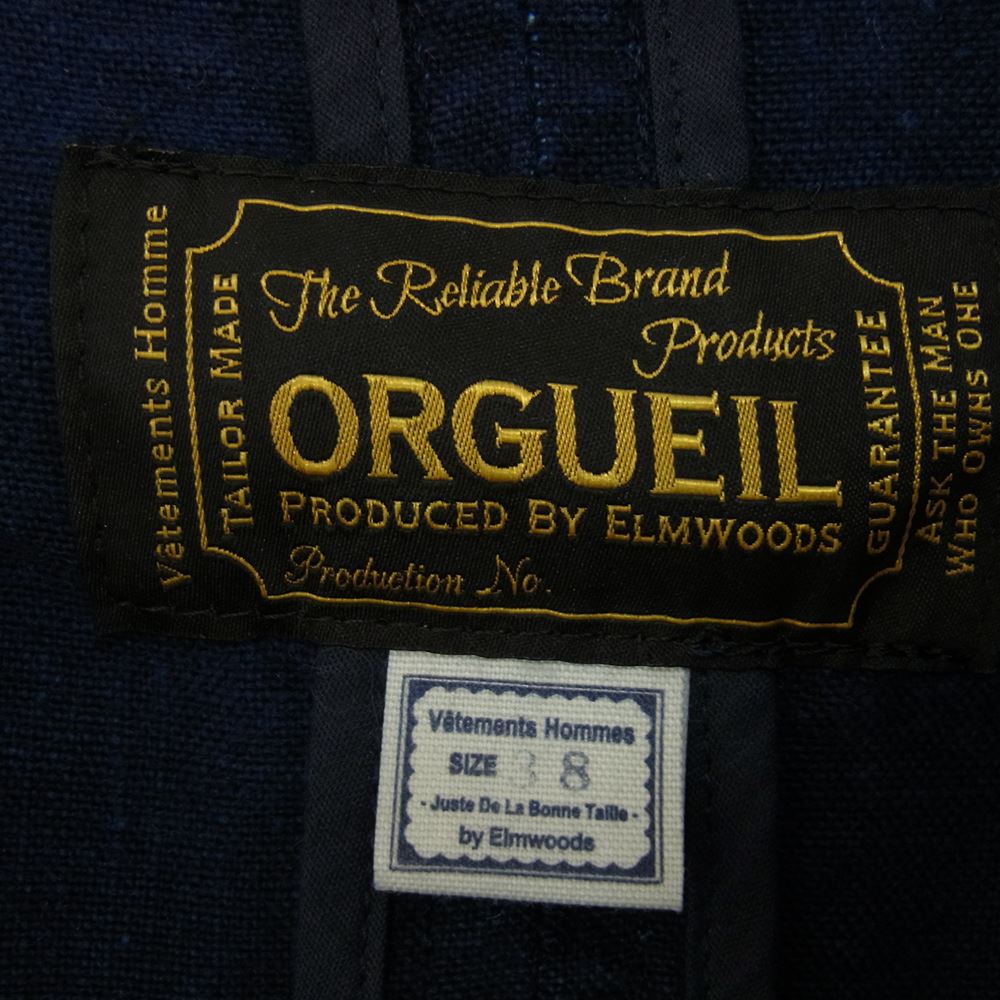 Vêtements Homme
TAILOR MADE
The Reliable Brand
Products
ORGUEIL
PRODUCED BY ELMWOODS
Production No.
GUARANTEE
ASK THE MAN
WHO OWNS ONE
Vêtements Hommes
SIZE 38
- Juste De La Bonne Taille -
by Elmwoods